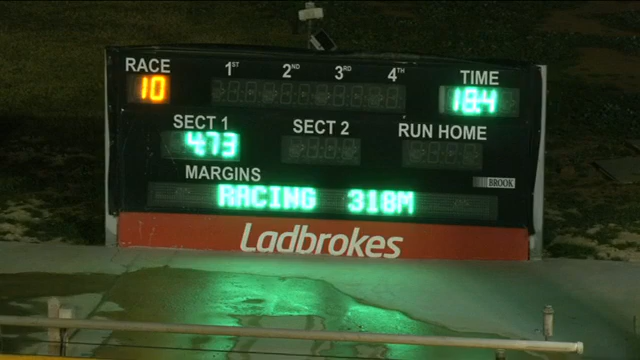 RACE 1ST 2ND 3RD 4TH TIME
10 18.4
SECT 1 SECT 2 RUN HOME
4.73
MARGINS
BROOK
RACING 318M
Ladbrokes